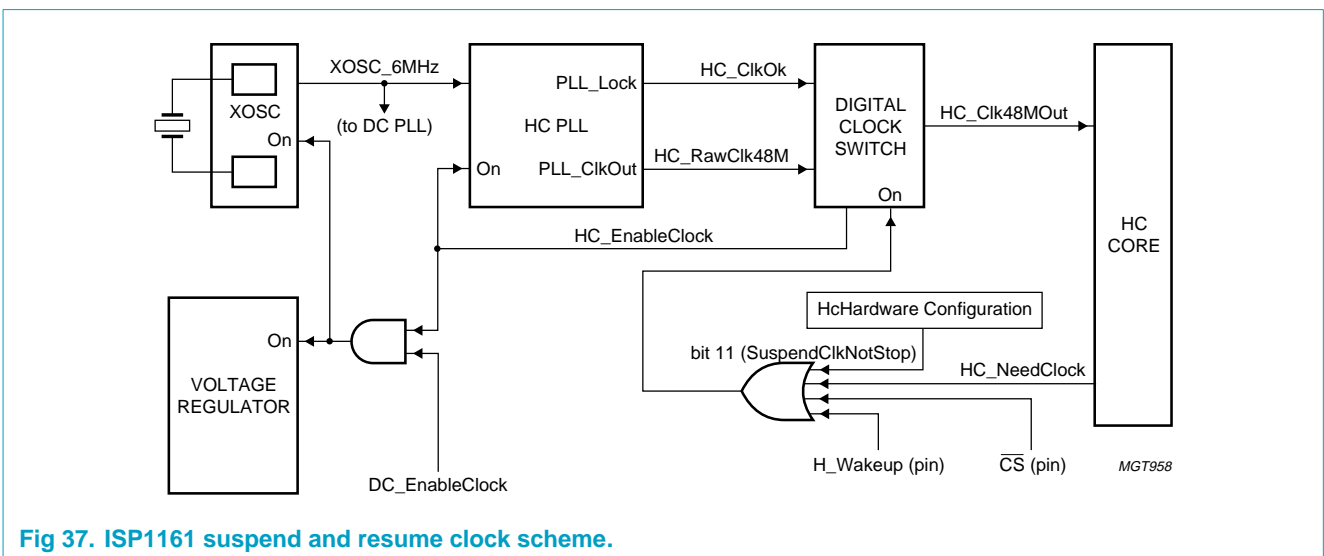 XOSC
On
XOSC_6MHz
(to DC PLL)
PLL_Lock
HC PLL
On
PLL_ClkOut
HC_ClkOk
HC_RawClk48M
DIGITAL
CLOCK
SWITCH
On
HC_Clk48MOut
HC
CORE
HC_EnableClock
HcHardware Configuration
bit 11 (SuspendClkNotStop)
HC_NeedClock
On
VOLTAGE
REGULATOR
DC_EnableClock
H_Wakeup (pin)
C̅S̅ (pin)
MGT958
Fig 37. ISP1161 suspend and resume clock scheme.